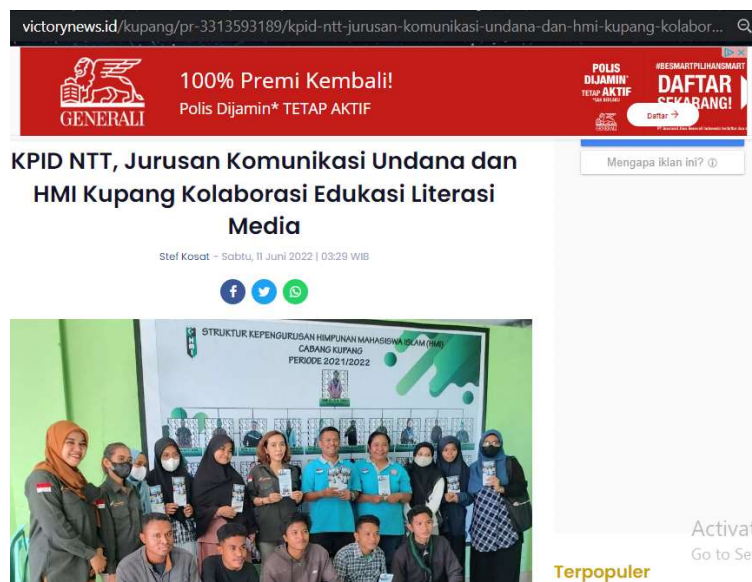 victorynews.id/kupang/pr-3313593189/kpid-ntt-jurusan-komunikasi-undana-dan-hmi-kupang-kolabor...
GENERALI
100% Premi Kembali!
Polis Dijamin* TETAP AKTIF
POLIS
DIJAMIN*
TETAP AKTIF
#BESMARTPILIHANSMART
DAFTAR
SEKARANG!
Daftar →
KPID NTT, Jurusan Komunikasi Undana dan
HMI Kupang Kolaborasi Edukasi Literasi
Media
Stef Kosat - Sabtu, 11 Juni 2022 | 03:29 WIB
Mengapa iklan ini?
STRUKTUR KEPENGURUSAN HIMPUNAN MAHASISWA ISLAM (HMI)
CABANG KUPANG
PERIODE 2021/2022
Activat
Go to Se
Terpopuler